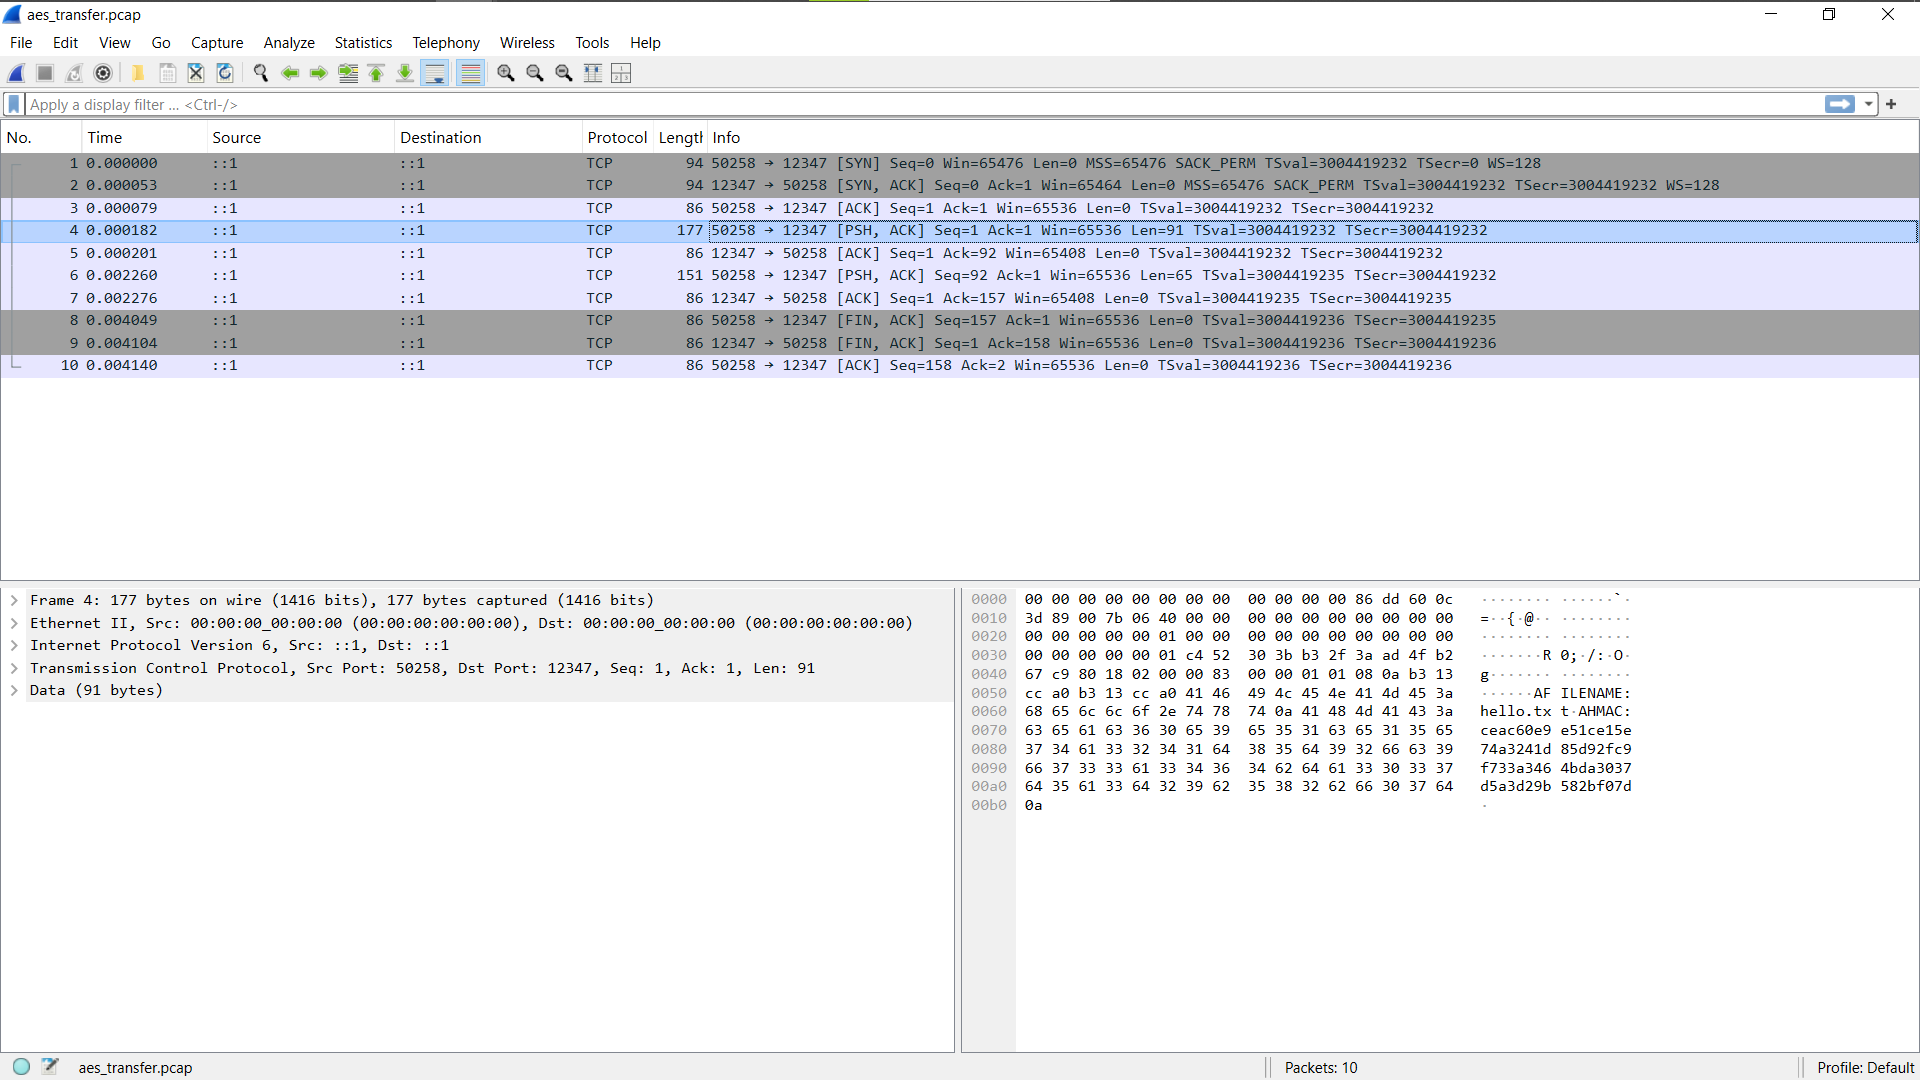 aes_transfer.pcap
File Edit View Go Capture Analyze Statistics Telephony Wireless Tools Help
Apply a display filter ... <Ctrl-/>
No. Time Source Destination Protocol Length Info
1 0.000000 ::1 ::1 TCP 94 50258 → 12347 [SYN] Seq=0 Win=65476 Len=0 MSS=65476 SACK_PERM TSval=3004419232 TSecr=0 WS=128
2 0.000053 ::1 ::1 TCP 94 12347 → 50258 [SYN, ACK] Seq=0 Ack=1 Win=65464 Len=0 MSS=65476 SACK_PERM TSval=3004419232 TSecr=3004419232 WS=128
3 0.000079 ::1 ::1 TCP 86 50258 → 12347 [ACK] Seq=1 Ack=1 Win=65536 Len=0 TSval=3004419232 TSecr=3004419232
4 0.000182 ::1 ::1 TCP 177 50258 → 12347 [PSH, ACK] Seq=1 Ack=1 Win=65536 Len=91 TSval=3004419232 TSecr=3004419232
5 0.000201 ::1 ::1 TCP 86 12347 → 50258 [ACK] Seq=1 Ack=92 Win=65408 Len=0 TSval=3004419232 TSecr=3004419232
6 0.002260 ::1 ::1 TCP 151 50258 → 12347 [PSH, ACK] Seq=92 Ack=1 Win=65536 Len=65 TSval=3004419235 TSecr=3004419232
7 0.002276 ::1 ::1 TCP 86 12347 → 50258 [ACK] Seq=1 Ack=157 Win=65408 Len=0 TSval=3004419235 TSecr=3004419235
8 0.004049 ::1 ::1 TCP 86 50258 → 12347 [FIN, ACK] Seq=157 Ack=1 Win=65536 Len=0 TSval=3004419236 TSecr=3004419235
9 0.004104 ::1 ::1 TCP 86 12347 → 50258 [FIN, ACK] Seq=1 Ack=158 Win=65536 Len=0 TSval=3004419236 TSecr=3004419236
10 0.004140 ::1 ::1 TCP 86 50258 → 12347 [ACK] Seq=158 Ack=2 Win=65536 Len=0 TSval=3004419236 TSecr=3004419236
Frame 4: 177 bytes on wire (1416 bits), 177 bytes captured (1416 bits)
Ethernet II, Src: 00:00:00_00:00:00 (00:00:00:00:00:00), Dst: 00:00:00_00:00:00 (00:00:00:00:00:00)
Internet Protocol Version 6, Src: ::1, Dst: ::1
Transmission Control Protocol, Src Port: 50258, Dst Port: 12347, Seq: 1, Ack: 1, Len: 91
Data (91 bytes)
0000 00 00 00 00 00 00 00 00 00 00 00 00 86 dd 60 0c ········ ······`·
0010 3d 89 00 7b 06 40 00 00 00 00 00 00 00 00 00 00 =··{·@·· ········
0020 00 00 00 00 00 01 00 00 00 00 00 00 00 00 00 00 ········ ········
0030 00 00 00 00 00 01 c4 52 30 3b b3 2f 3a ad 4f b2 ·······R 0;·/:·O·
0040 67 c9 80 18 02 00 00 83 00 00 01 01 08 0a b3 13 g······· ········
0050 cc a0 b3 13 cc a0 41 46 49 4c 45 4e 41 4d 45 3a ······AF ILENAME:
0060 68 65 6c 6c 6f 2e 74 78 74 0a 41 48 4d 41 43 3a hello.tx t·AHMAC:
0070 63 65 61 63 36 30 65 39 65 35 31 63 65 31 35 65 ceac60e9 e51ce15e
0080 37 34 61 33 32 34 31 64 38 35 64 39 32 66 63 39 74a3241d 85d92fc9
0090 66 37 33 33 61 33 34 36 34 62 64 61 33 30 33 37 f733a346 4bda3037
00a0 64 35 61 33 64 32 39 62 35 38 32 62 66 30 37 64 d5a3d29b 582bf07d
00b0 0a ·
aes_transfer.pcap Packets: 10 Profile: Default